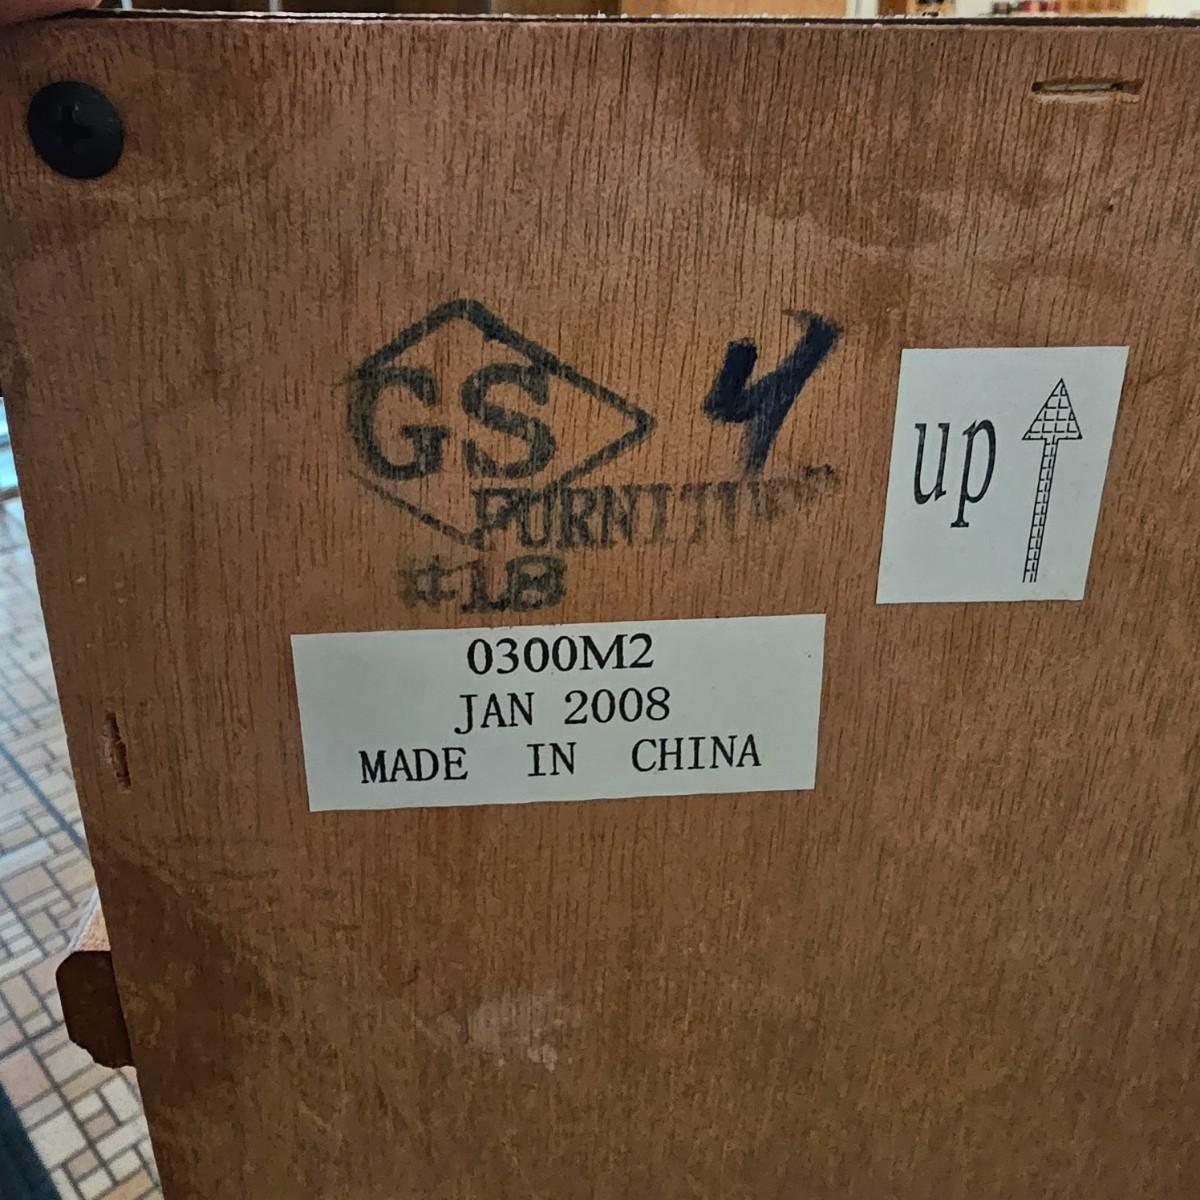 GS
4
FURNITURE
#18
up
0300M2
JAN 2008
MADE IN CHINA